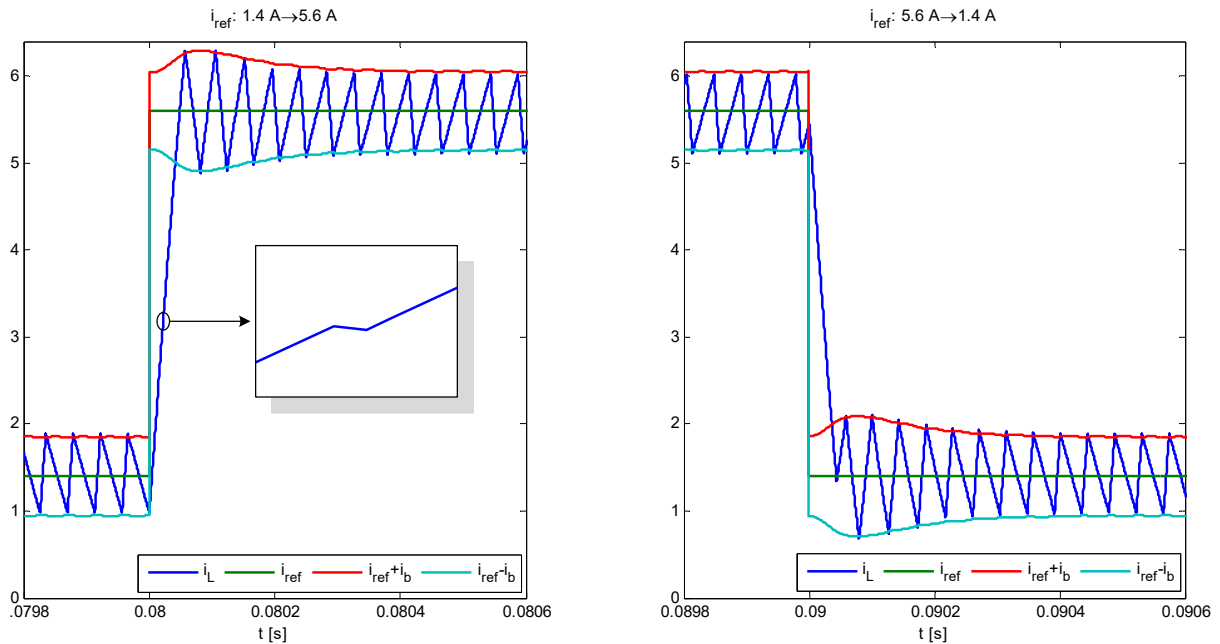 i_ref: 1.4 A→5.6 A
6
5
4
3
2
1
0
i_L
i_ref
i_ref+i_b
i_ref-i_b
.0798
0.08
0.0802
0.0804
0.0806
t [s]
i_ref: 5.6 A→1.4 A
6
5
4
3
2
1
0
i_L
i_ref
i_ref+i_b
i_ref-i_b
0.0898
0.09
0.0902
0.0904
0.0906
t [s]